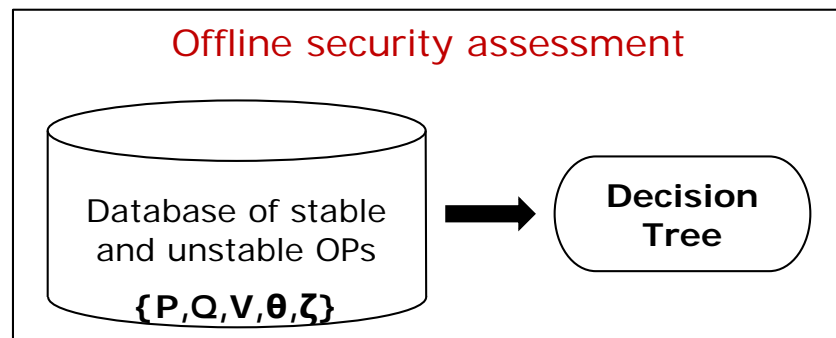 Offline security assessment
Database of stable
and unstable OPs
{P,Q,V,θ,ζ}
Decision
Tree